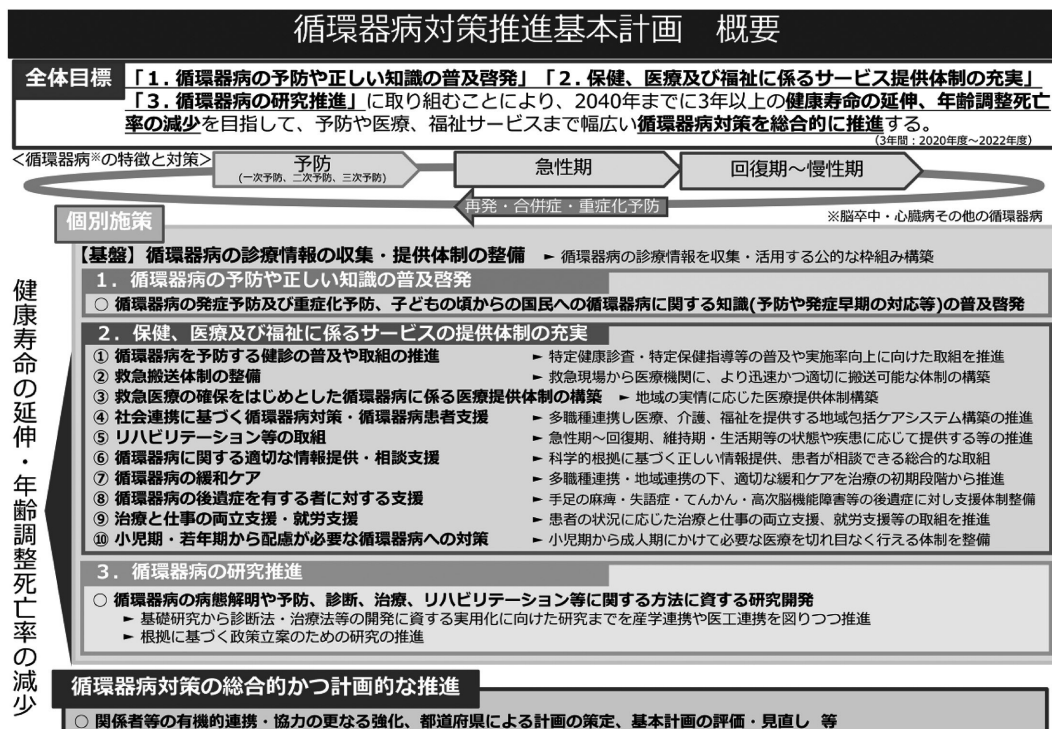 循環器病対策推進基本計画　概要
全体目標
「1．循環器病の予防や正しい知識の普及啓発」「2．保健、医療及び福祉に係るサービス提供体制の充実」
「3．循環器病の研究推進」に取り組むことにより、2040年までに3年以上の健康寿命の延伸、年齢調整死亡
率の減少を目指して、予防や医療、福祉サービスまで幅広い循環器病対策を総合的に推進する。
（3年間：2020年度～2022年度）
＜循環器病※の特徴と対策＞
予防
(一次予防、二次予防、三次予防)
急性期
回復期～慢性期
再発・合併症・重症化予防
※脳卒中・心臓病その他の循環器病
個別施策
健康寿命の延伸・年齢調整死亡率の減少
【基盤】循環器病の診療情報の収集・提供体制の整備　► 循環器病の診療情報を収集・活用する公的な枠組み構築
1．循環器病の予防や正しい知識の普及啓発
○ 循環器病の発症予防及び重症化予防、子どもの頃からの国民への循環器病に関する知識(予防や発症早期の対応等)の普及啓発
2．保健、医療及び福祉に係るサービスの提供体制の充実
① 循環器病を予防する健診の普及や取組の推進　► 特定健康診査・特定保健指導等の普及や実施率向上に向けた取組を推進
② 救急搬送体制の整備　► 救急現場から医療機関に、より迅速かつ適切に搬送可能な体制の構築
③ 救急医療の確保をはじめとした循環器病に係る医療提供体制の構築　► 地域の実情に応じた医療提供体制構築
④ 社会連携に基づく循環器病対策・循環器病患者支援　► 多職種連携し医療、介護、福祉を提供する地域包括ケアシステム構築の推進
⑤ リハビリテーション等の取組　► 急性期～回復期、維持期・生活期等の状態や疾患に応じて提供する等の推進
⑥ 循環器病に関する適切な情報提供・相談支援　► 科学的根拠に基づく正しい情報提供、患者が相談できる総合的な取組
⑦ 循環器病の緩和ケア　► 多職種連携・地域連携の下、適切な緩和ケアを治療の初期段階から推進
⑧ 循環器病の後遺症を有する者に対する支援　► 手足の麻痺・失語症・てんかん・高次脳機能障害等の後遺症に対し支援体制整備
⑨ 治療と仕事の両立支援・就労支援　► 患者の状況に応じた治療と仕事の両立支援、就労支援等の取組を推進
⑩ 小児期・若年期から配慮が必要な循環器病への対策　► 小児期から成人期にかけて必要な医療を切れ目なく行える体制を整備
3．循環器病の研究推進
○ 循環器病の病態解明や予防、診断、治療、リハビリテーション等に関する方法に資する研究開発
► 基礎研究から診断法・治療法等の開発に資する実用化に向けた研究までを産学連携や医工連携を図りつつ推進
► 根拠に基づく政策立案のための研究の推進
循環器病対策の総合的かつ計画的な推進
○ 関係者等の有機的連携・協力の更なる強化、都道府県による計画の策定、基本計画の評価・見直し　等